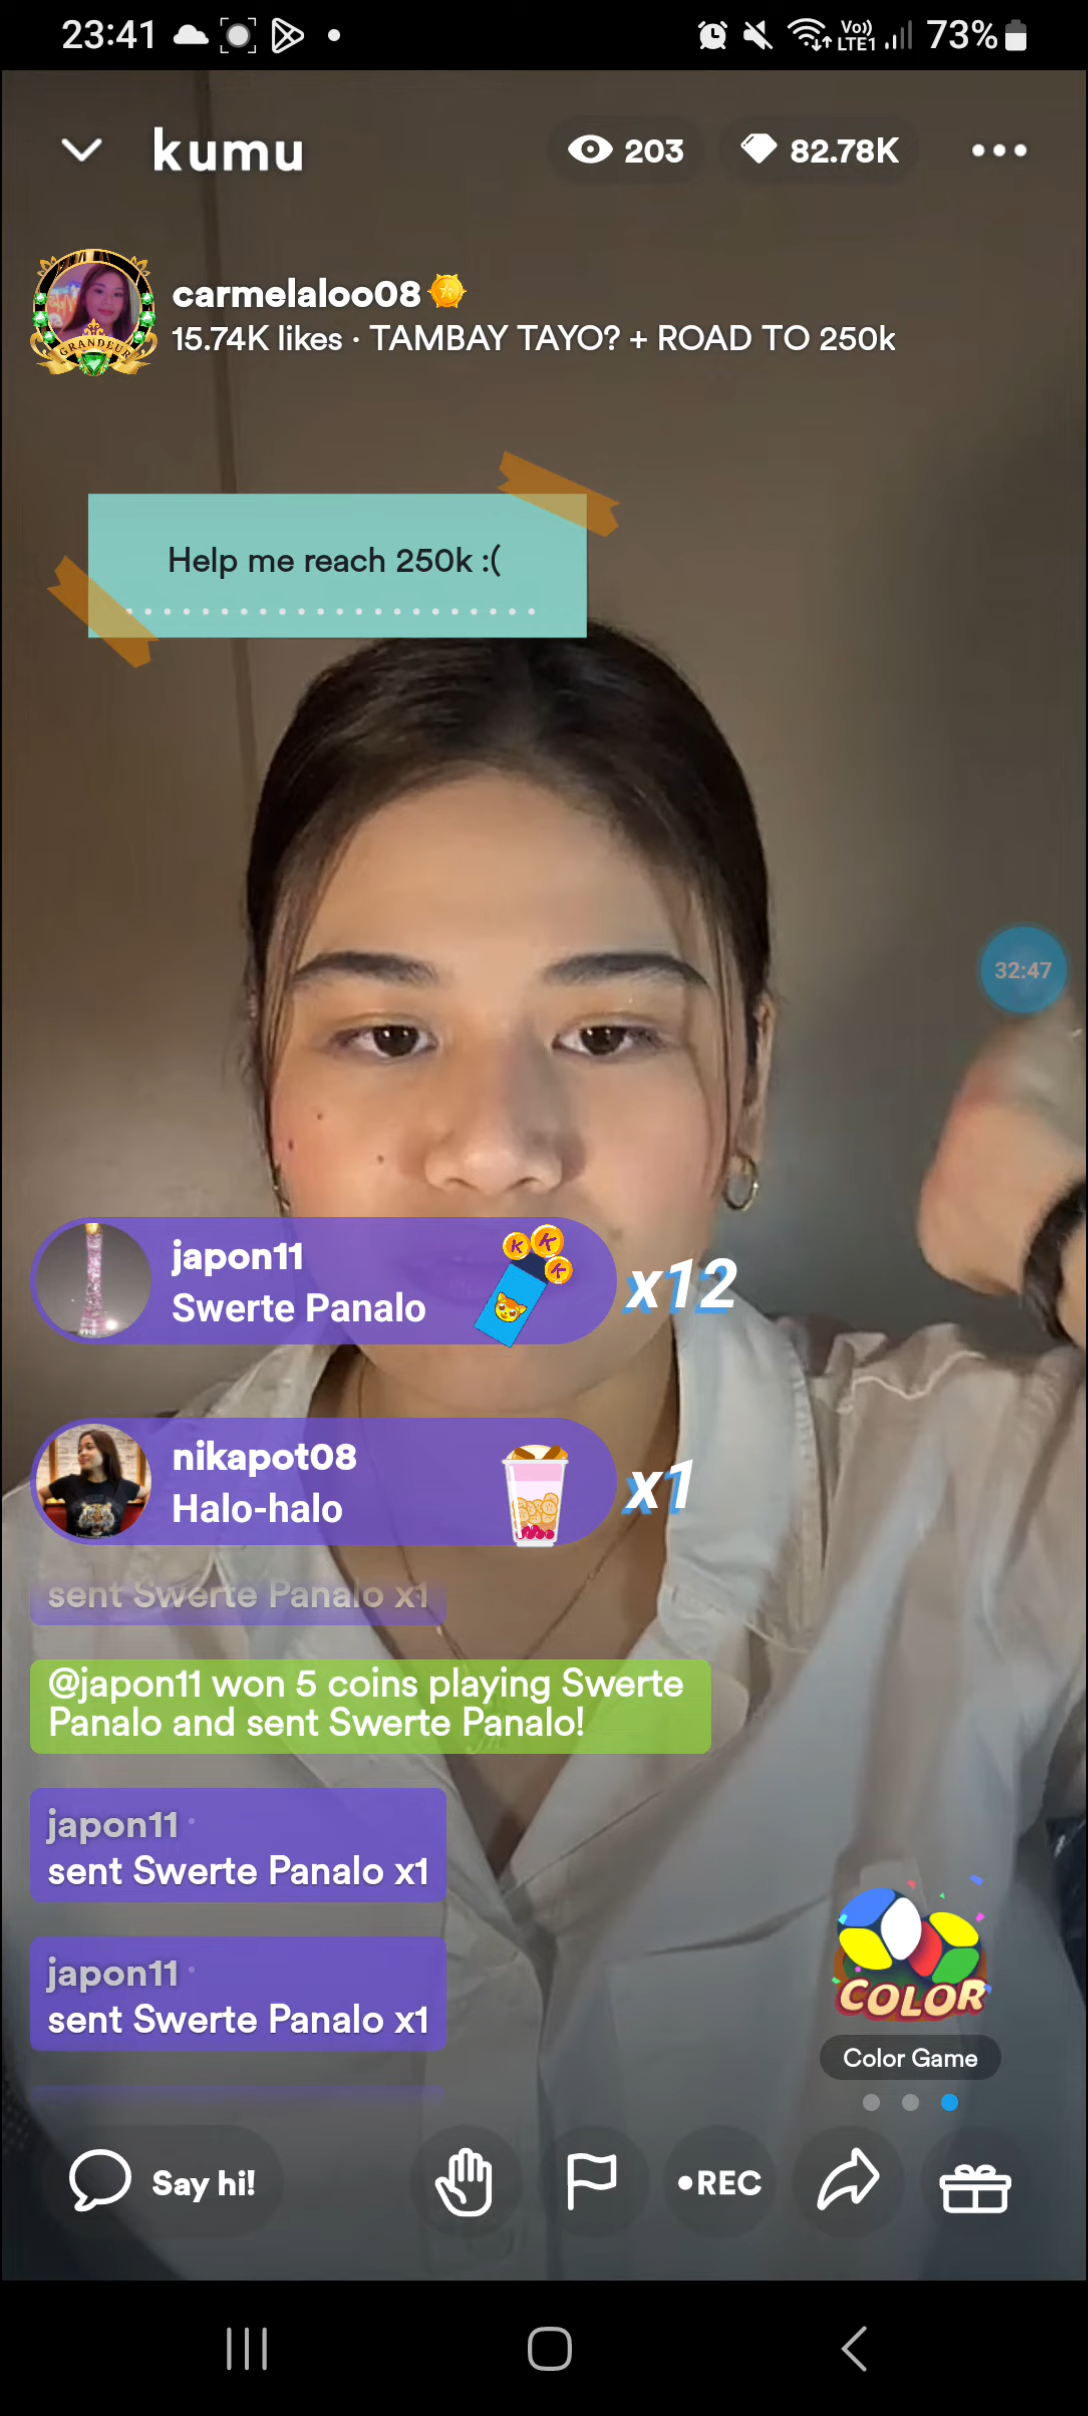 23:41
Vo))
LTE1
73%
kumu
203
82.78K
GRANDEUR
carmelaloo08
15.74K likes · TAMBAY TAYO? + ROAD TO 250k
Help me reach 250k :(
32:47
japon11
Swerte Panalo
x12
nikapot08
Halo-halo
x1
sent Swerte Panalo x1
@japon11 won 5 coins playing Swerte
Panalo and sent Swerte Panalo!
japon11 ·
sent Swerte Panalo x1
japon11 ·
sent Swerte Panalo x1
COLOR
Color Game
Say hi!
•REC